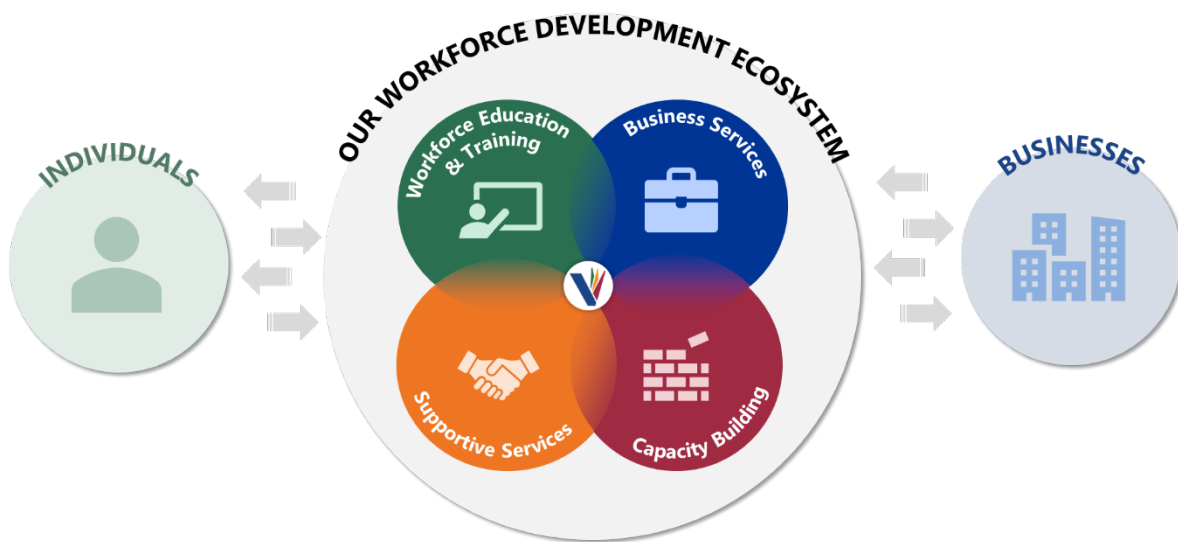 OUR WORKFORCE DEVELOPMENT ECOSYSTEM
INDIVIDUALS
Workforce Education
& Training
Business Services
Supportive Services
Capacity Building
BUSINESSES